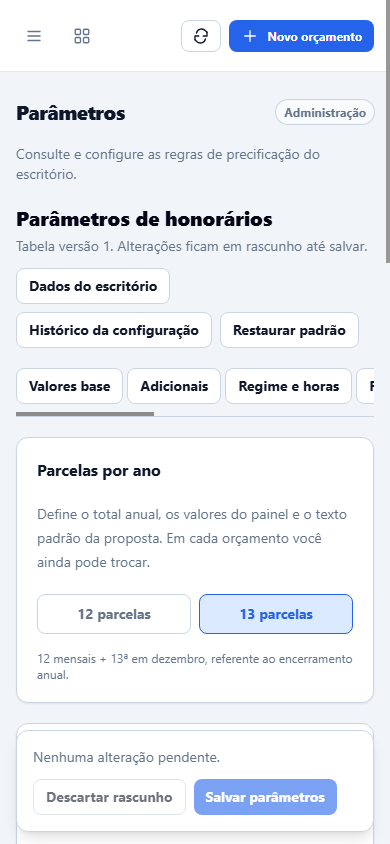 Novo orçamento
Parâmetros
Administração
Consulte e configure as regras de precificação do
escritório.
Parâmetros de honorários
Tabela versão 1. Alterações ficam em rascunho até salvar.
Dados do escritório
Histórico da configuração
Restaurar padrão
Valores base
Adicionais
Regime e horas
Parcelas por ano
Define o total anual, os valores do painel e o texto
padrão da proposta. Em cada orçamento você
ainda pode trocar.
12 parcelas
13 parcelas
12 mensais + 13ª em dezembro, referente ao encerramento
anual.
Nenhuma alteração pendente.
Descartar rascunho
Salvar parâmetros